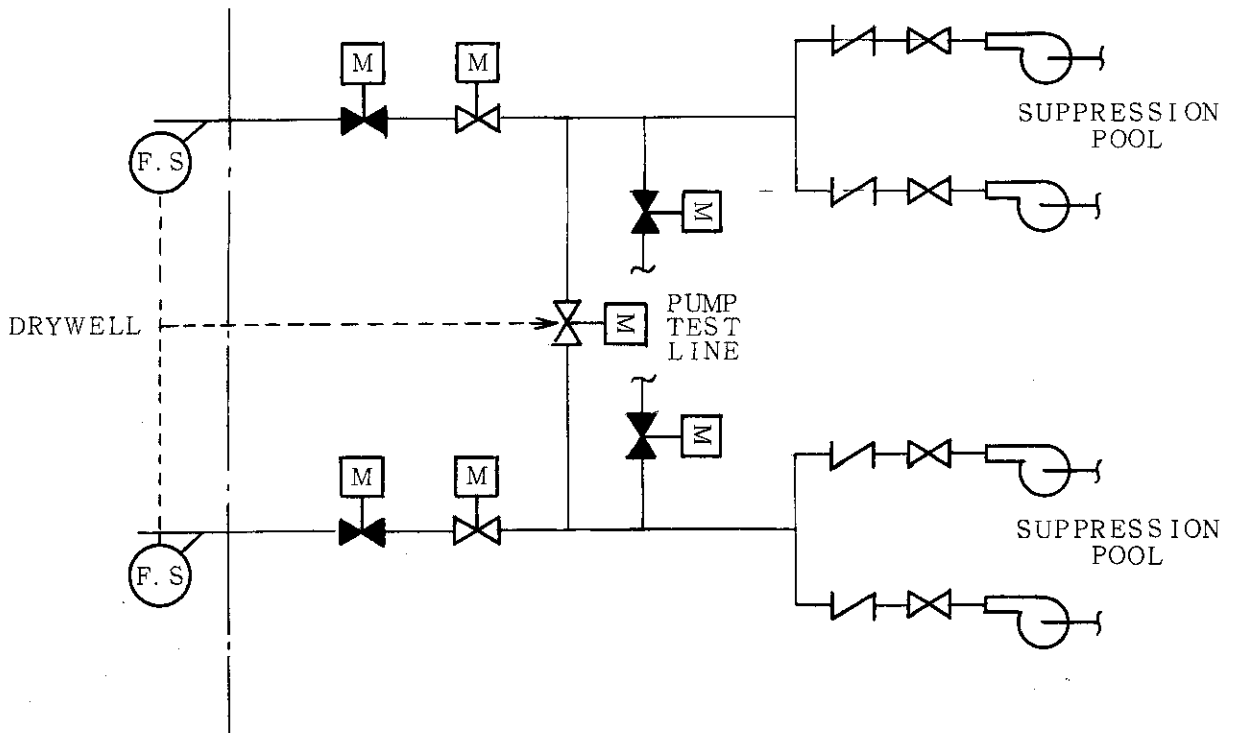 M
M
F.S
SUPPRESSION
POOL
M
DRYWELL
M
PUMP
TEST
LINE
M
M
M
F.S
SUPPRESSION
POOL